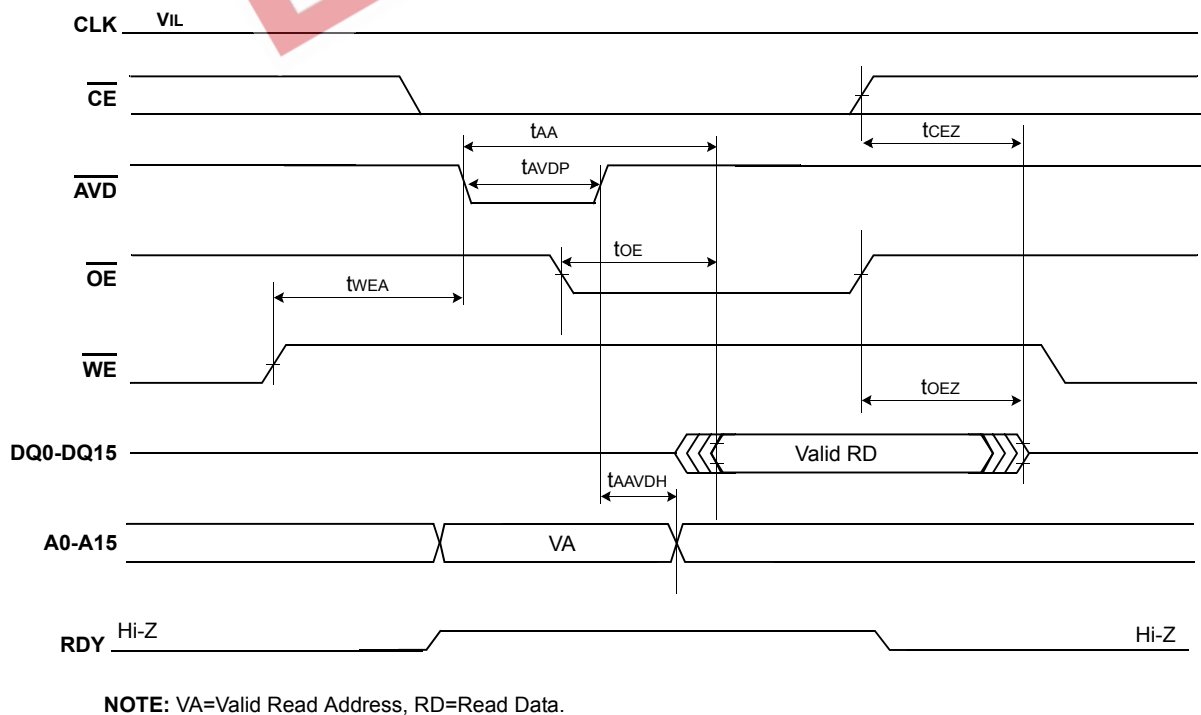 CLK VIL
CE
tAA tCEZ
AVD tAVDP
OE tOE
tWEA
WE
tOEZ
DQ0-DQ15 Valid RD
tAAVDH
A0-A15 VA
RDY Hi-Z Hi-Z
NOTE: VA=Valid Read Address, RD=Read Data.